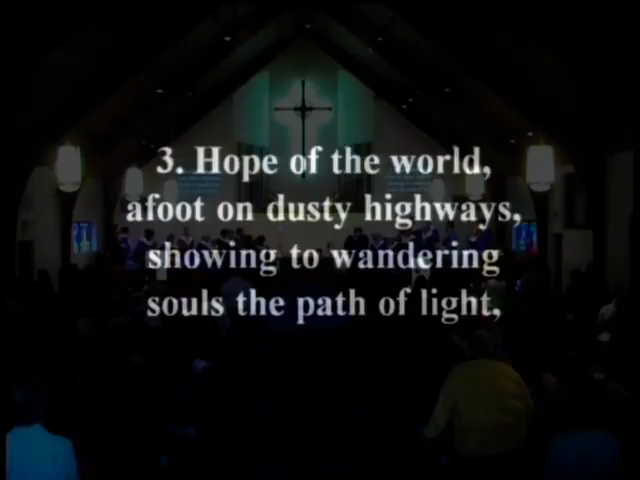 3. Hope of the world,
afoot on dusty highways,
showing to wandering
souls the path of light,